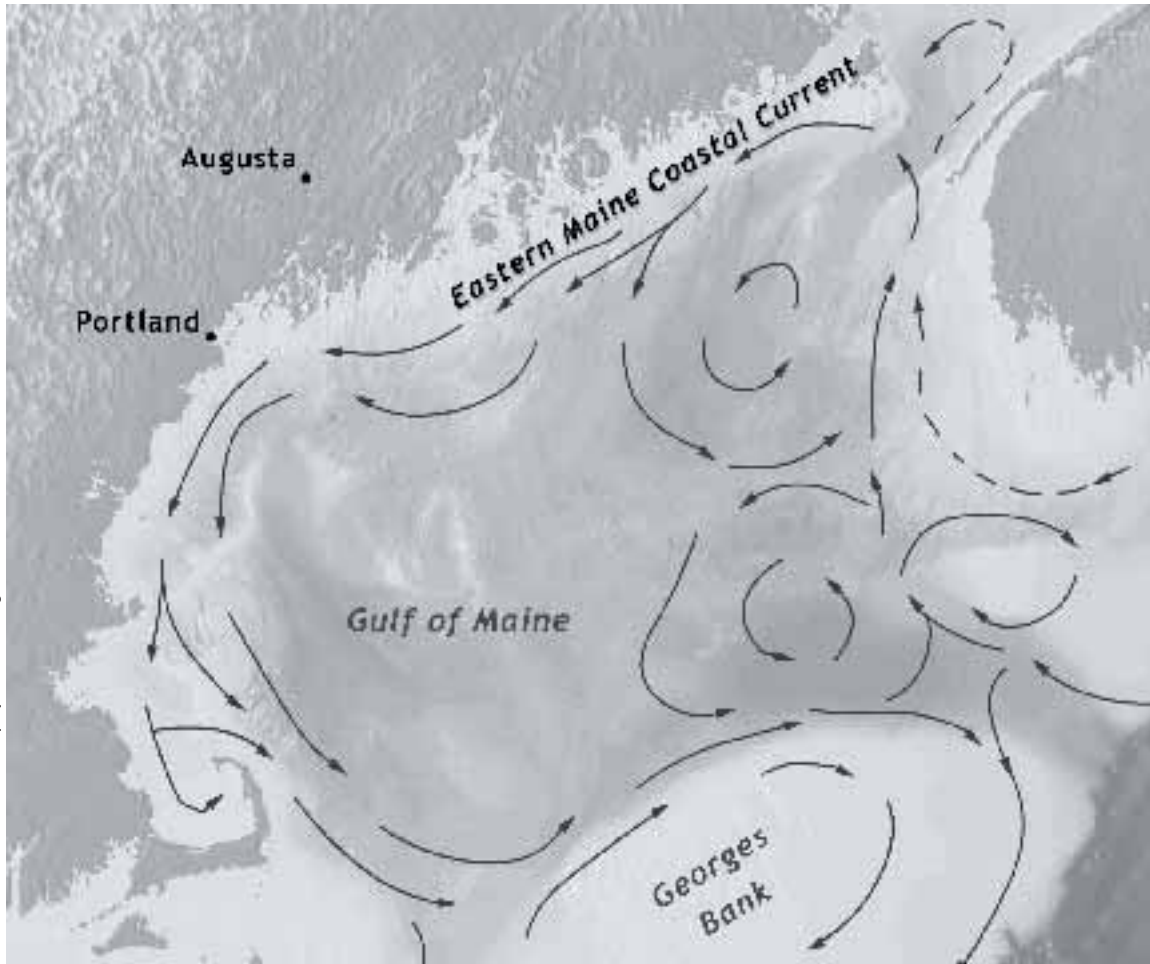 Eastern Maine Coastal Current
Augusta
Portland
Gulf of Maine
Georges
Bank